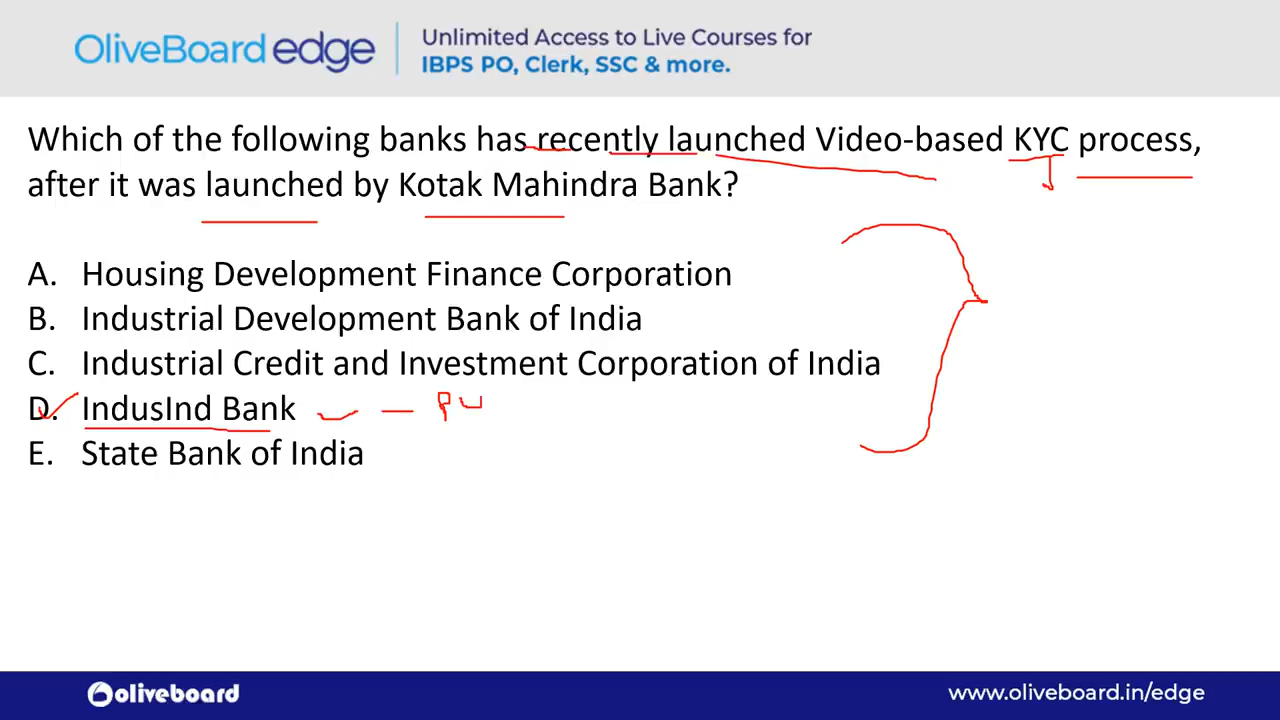 OliveBoard edge
Unlimited Access to Live Courses for
IBPS PO, Clerk, SSC & more.
Which of the following banks has recently launched Video-based KYC process,
after it was launched by Kotak Mahindra Bank?
A. Housing Development Finance Corporation
B. Industrial Development Bank of India
C. Industrial Credit and Investment Corporation of India
D. IndusInd Bank
E. State Bank of India
oliveboard
www.oliveboard.in/edge